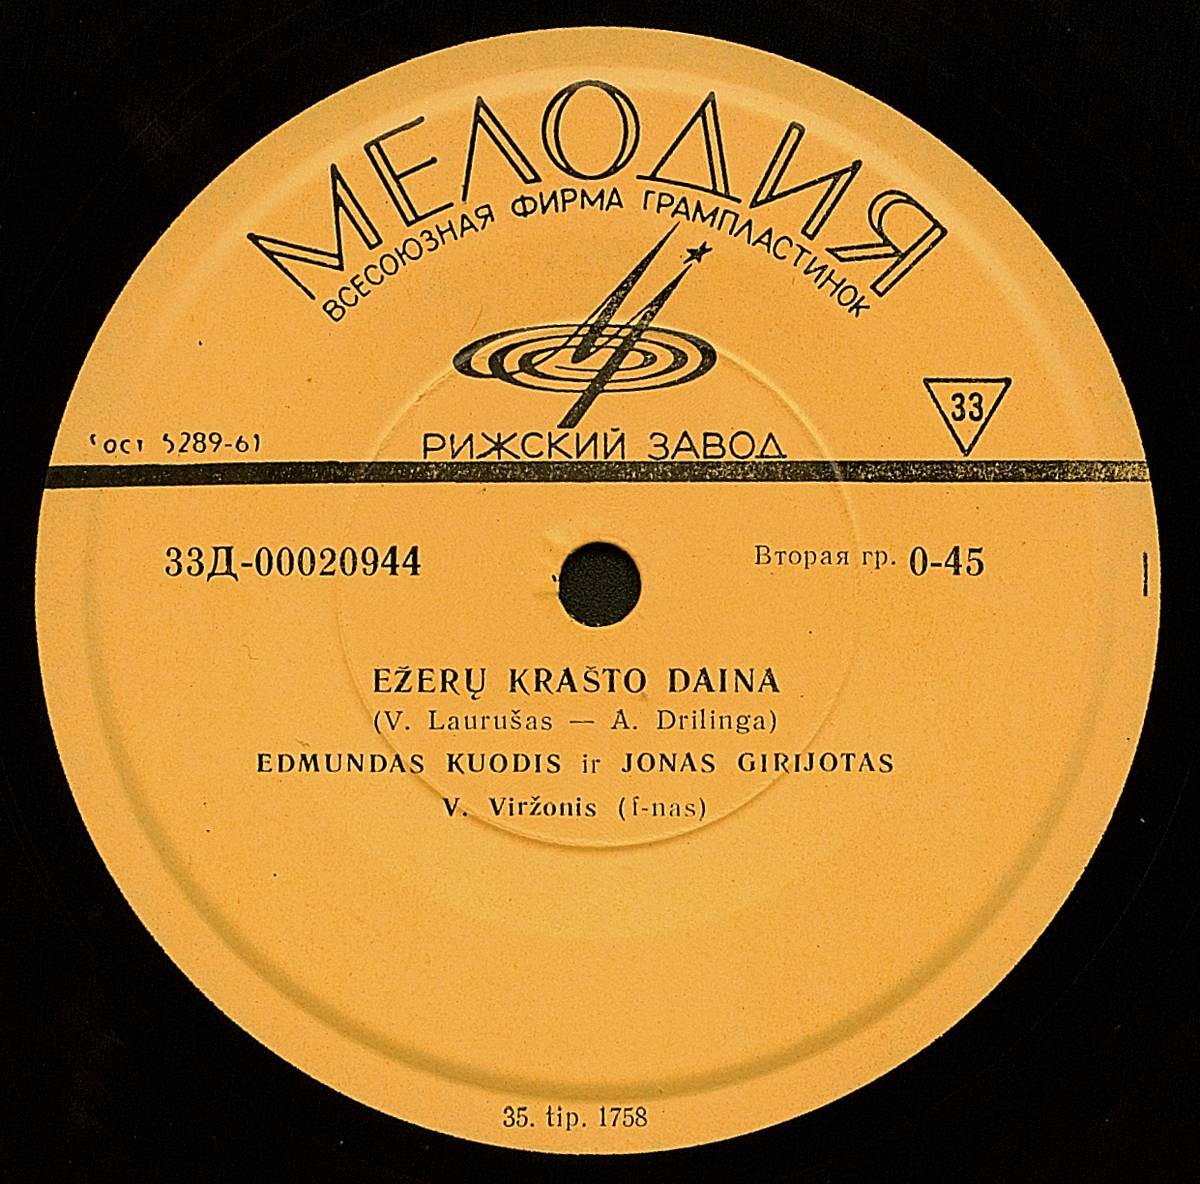 МЕЛОДИЯ
ВСЕСОЮЗНАЯ ФИРМА ГРАМПЛАСТИНОК
33
ГОСТ 5289-61
РИЖСКИЙ ЗАВОД
33Д-00020944
Вторая гр. 0-45
EŽERŲ KRAŠTO DAINA
(V. Laurušas — A. Drilinga)
EDMUNDAS KUODIS ir JONAS GIRIJOTAS
V. Viržonis (f-nas)
35. tip. 1758